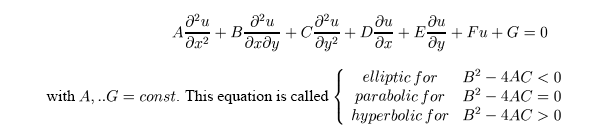 A ∂²u/∂x² + B ∂²u/∂x∂y + C ∂²u/∂y² + D ∂u/∂x + E ∂u/∂y + Fu + G = 0
elliptic for B² − 4AC < 0
with A, ..G = const. This equation is called { parabolic for B² − 4AC = 0
hyperbolic for B² − 4AC > 0